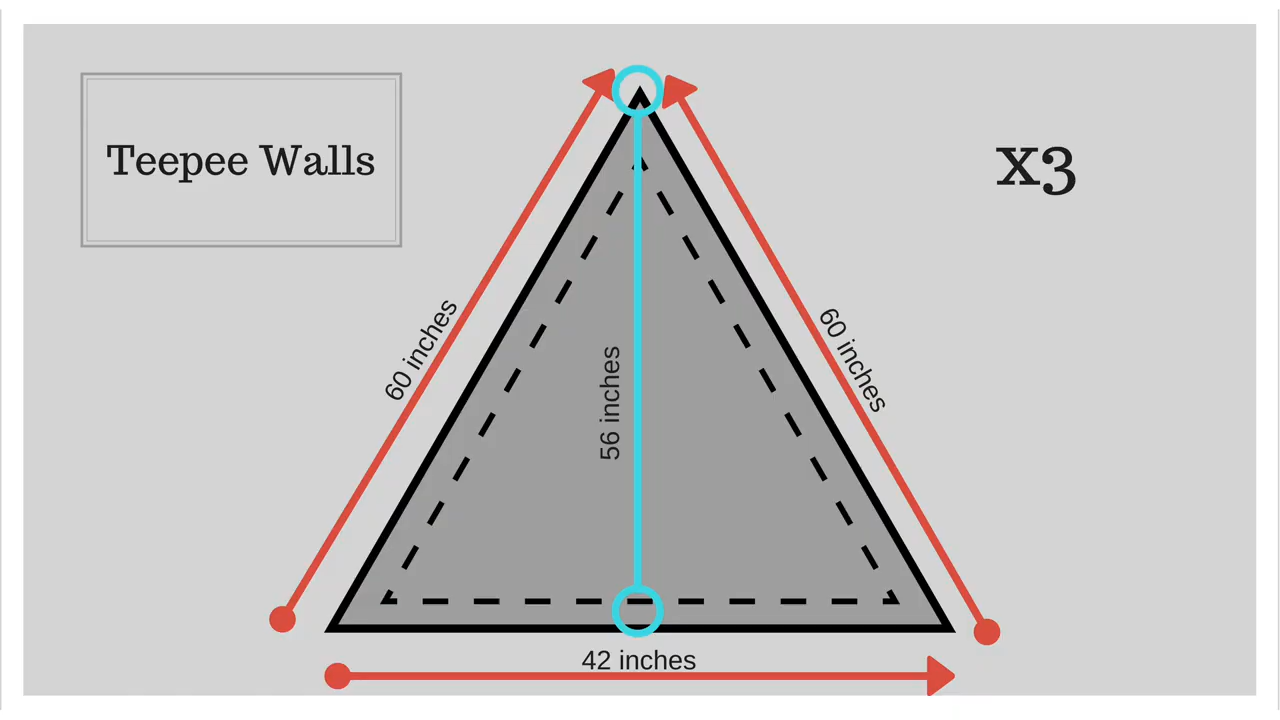 Teepee Walls
x3
60 inches
60 inches
56 inches
42 inches